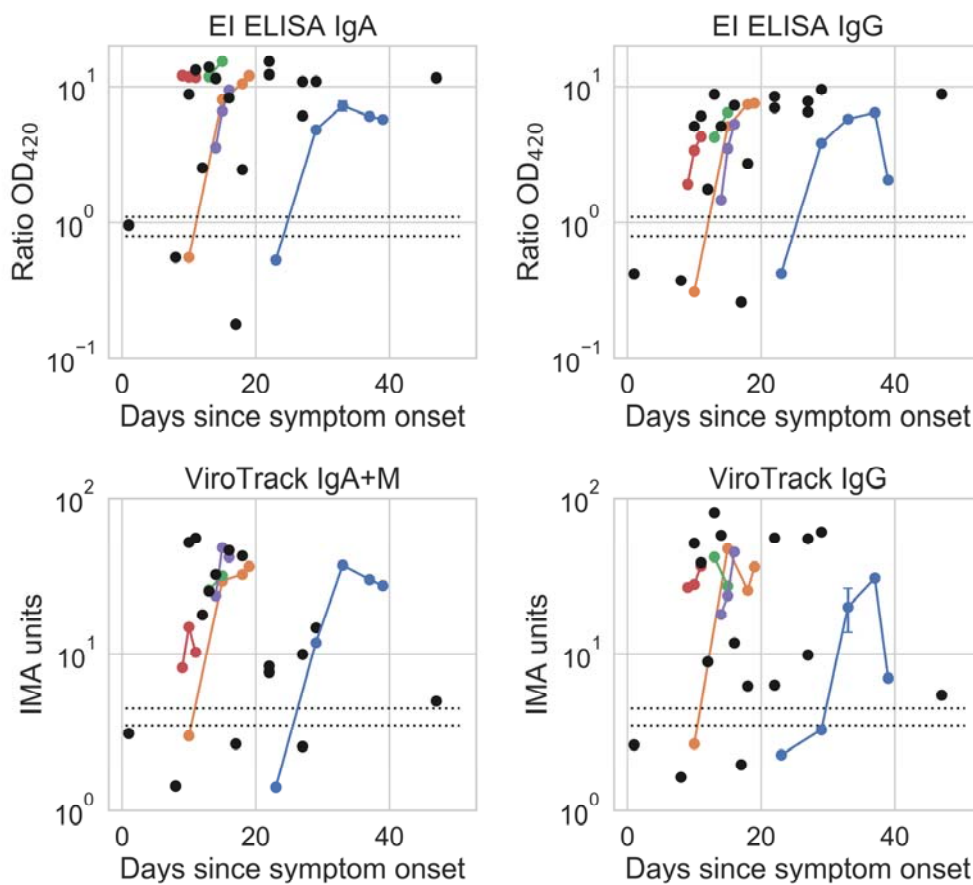 EI ELISA IgA
EI ELISA IgG
Ratio OD₄₂₀
10¹
10⁰
10⁻¹
0 20 40
Days since symptom onset
Ratio OD₄₂₀
10¹
10⁰
10⁻¹
0 20 40
Days since symptom onset
ViroTrack IgA+M
ViroTrack IgG
IMA units
10²
10¹
10⁰
0 20 40
Days since symptom onset
IMA units
10²
10¹
10⁰
0 20 40
Days since symptom onset